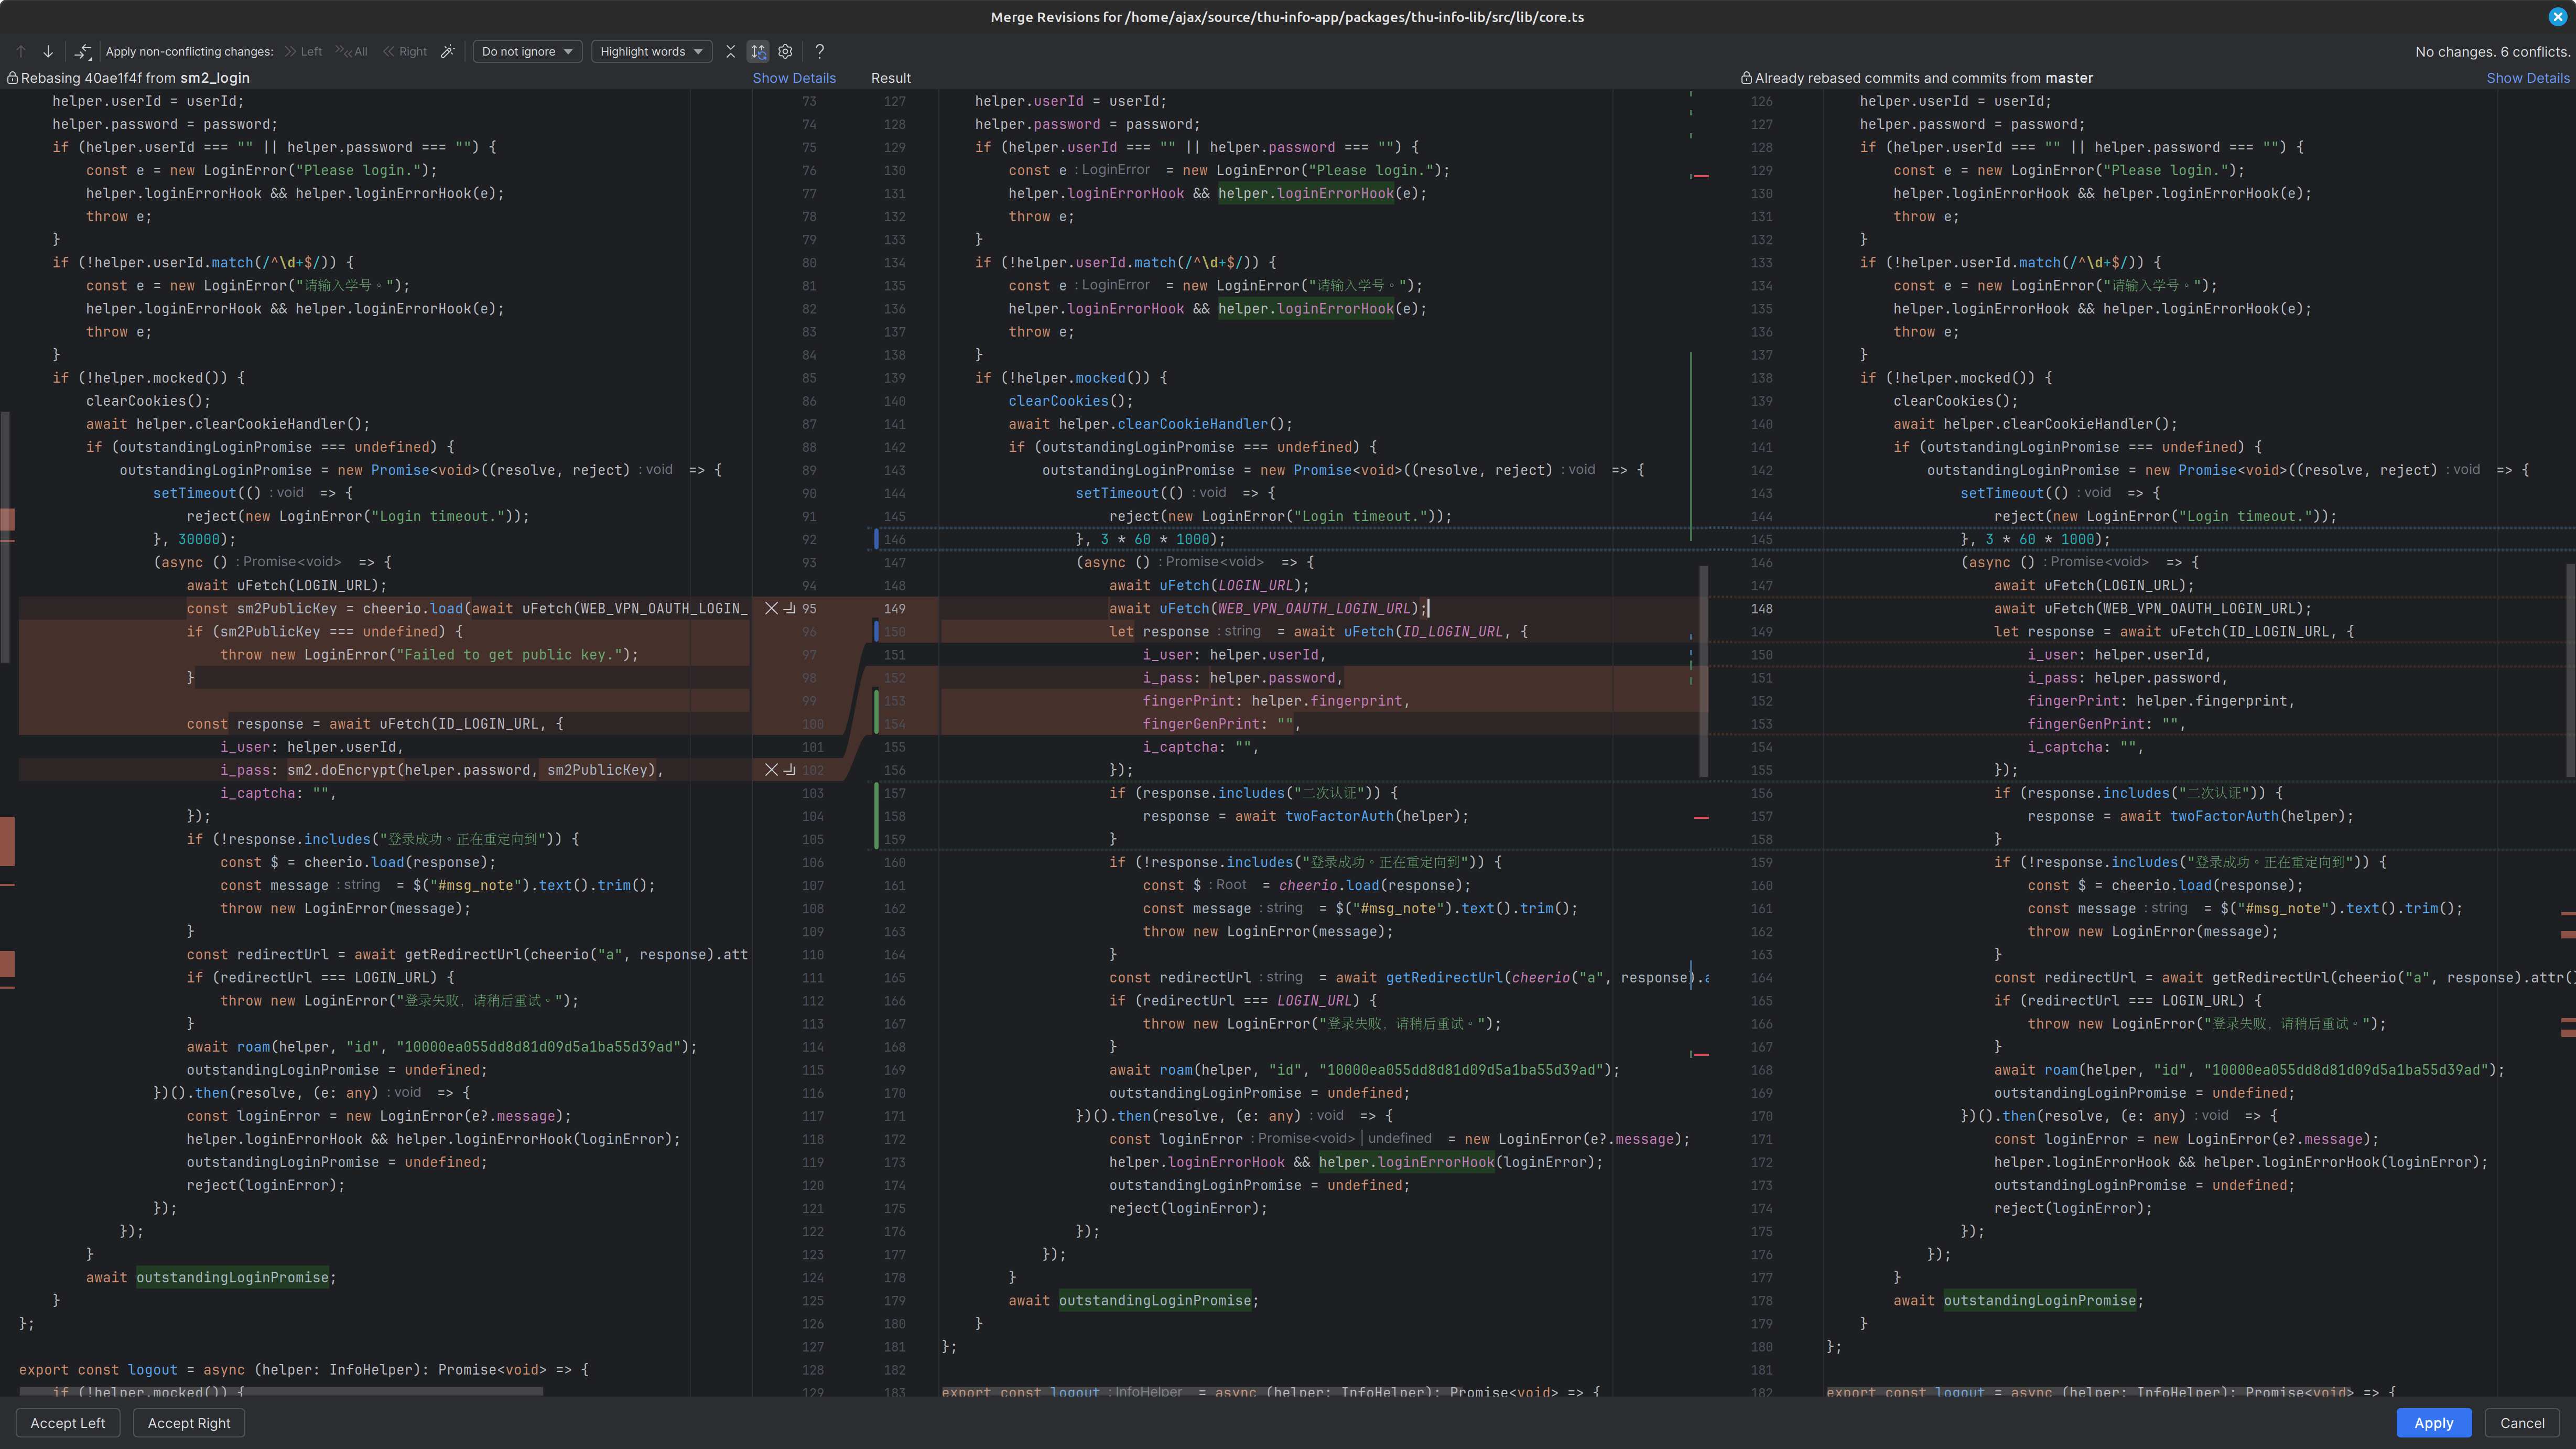 Merge Revisions for /home/ajax/source/thu-info-app/packages/thu-info-lib/src/lib/core.ts
Apply non-conflicting changes: Left All Right Do not ignore Highlight words ? No changes. 6 conflicts.
Rebasing 40ae1f4f from sm2_login Show Details
73 helper.userId = userId;
74 helper.password = password;
75 if (helper.userId === "" || helper.password === "") {
76 const e = new LoginError("Please login.");
77 helper.loginErrorHook && helper.loginErrorHook(e);
78 throw e;
79 }
80 if (!helper.userId.match(/^\d+$/)) {
81 const e = new LoginError("请输入学号。");
82 helper.loginErrorHook && helper.loginErrorHook(e);
83 throw e;
84 }
85 if (!helper.mocked()) {
86 clearCookies();
87 await helper.clearCookieHandler();
88 if (outstandingLoginPromise === undefined) {
89 outstandingLoginPromise = new Promise<void>((resolve, reject) : void => {
90 setTimeout(() : void => {
91 reject(new LoginError("Login timeout."));
92 }, 30000);
93 (async () : Promise<void> => {
94 await uFetch(LOGIN_URL);
95 const sm2PublicKey = cheerio.load(await uFetch(WEB_VPN_OAUTH_LOGIN_
96 if (sm2PublicKey === undefined) {
97 throw new LoginError("Failed to get public key.");
98 }
99
100 const response = await uFetch(ID_LOGIN_URL, {
101 i_user: helper.userId,
102 i_pass: sm2.doEncrypt(helper.password, sm2PublicKey),
103 i_captcha: "",
104 });
105 if (!response.includes("登录成功。正在重定向到")) {
106 const $ = cheerio.load(response);
107 const message : string = $("#msg_note").text().trim();
108 throw new LoginError(message);
109 }
110 const redirectUrl = await getRedirectUrl(cheerio("a", response).att
111 if (redirectUrl === LOGIN_URL) {
112 throw new LoginError("登录失败，请稍后重试。");
113 }
114 await roam(helper, "id", "10000ea055dd8d81d09d5a1ba55d39ad");
115 outstandingLoginPromise = undefined;
116 })().then(resolve, (e: any) : void => {
117 const loginError = new LoginError(e?.message);
118 helper.loginErrorHook && helper.loginErrorHook(loginError);
119 outstandingLoginPromise = undefined;
120 reject(loginError);
121 });
122 });
123 }
124 await outstandingLoginPromise;
125 }
126 };
127
128 export const logout = async (helper: InfoHelper): Promise<void> => {
129 if (!helper.mocked()) {
Result
127 helper.userId = userId;
128 helper.password = password;
129 if (helper.userId === "" || helper.password === "") {
130 const e : LoginError = new LoginError("Please login.");
131 helper.loginErrorHook && helper.loginErrorHook(e);
132 throw e;
133 }
134 if (!helper.userId.match(/^\d+$/)) {
135 const e : LoginError = new LoginError("请输入学号。");
136 helper.loginErrorHook && helper.loginErrorHook(e);
137 throw e;
138 }
139 if (!helper.mocked()) {
140 clearCookies();
141 await helper.clearCookieHandler();
142 if (outstandingLoginPromise === undefined) {
143 outstandingLoginPromise = new Promise<void>((resolve, reject) : void => {
144 setTimeout(() : void => {
145 reject(new LoginError("Login timeout."));
146 }, 3 * 60 * 1000);
147 (async () : Promise<void> => {
148 await uFetch(LOGIN_URL);
149 await uFetch(WEB_VPN_OAUTH_LOGIN_URL);
150 let response : string = await uFetch(ID_LOGIN_URL, {
151 i_user: helper.userId,
152 i_pass: helper.password,
153 fingerPrint: helper.fingerprint,
154 fingerGenPrint: "",
155 i_captcha: "",
156 });
157 if (response.includes("二次认证")) {
158 response = await twoFactorAuth(helper);
159 }
160 if (!response.includes("登录成功。正在重定向到")) {
161 const $ : Root = cheerio.load(response);
162 const message : string = $("#msg_note").text().trim();
163 throw new LoginError(message);
164 }
165 const redirectUrl : string = await getRedirectUrl(cheerio("a", response).a
166 if (redirectUrl === LOGIN_URL) {
167 throw new LoginError("登录失败，请稍后重试。");
168 }
169 await roam(helper, "id", "10000ea055dd8d81d09d5a1ba55d39ad");
170 outstandingLoginPromise = undefined;
171 })().then(resolve, (e: any) : void => {
172 const loginError : Promise<void> | undefined = new LoginError(e?.message);
173 helper.loginErrorHook && helper.loginErrorHook(loginError);
174 outstandingLoginPromise = undefined;
175 reject(loginError);
176 });
177 });
178 }
179 await outstandingLoginPromise;
180 }
181 };
182
183 export const logout : InfoHelper = async (helper: InfoHelper): Promise<void> => {
Already rebased commits and commits from master Show Details
126 helper.userId = userId;
127 helper.password = password;
128 if (helper.userId === "" || helper.password === "") {
129 const e = new LoginError("Please login.");
130 helper.loginErrorHook && helper.loginErrorHook(e);
131 throw e;
132 }
133 if (!helper.userId.match(/^\d+$/)) {
134 const e = new LoginError("请输入学号。");
135 helper.loginErrorHook && helper.loginErrorHook(e);
136 throw e;
137 }
138 if (!helper.mocked()) {
139 clearCookies();
140 await helper.clearCookieHandler();
141 if (outstandingLoginPromise === undefined) {
142 outstandingLoginPromise = new Promise<void>((resolve, reject) : void => {
143 setTimeout(() : void => {
144 reject(new LoginError("Login timeout."));
145 }, 3 * 60 * 1000);
146 (async () : Promise<void> => {
147 await uFetch(LOGIN_URL);
148 await uFetch(WEB_VPN_OAUTH_LOGIN_URL);
149 let response = await uFetch(ID_LOGIN_URL, {
150 i_user: helper.userId,
151 i_pass: helper.password,
152 fingerPrint: helper.fingerprint,
153 fingerGenPrint: "",
154 i_captcha: "",
155 });
156 if (response.includes("二次认证")) {
157 response = await twoFactorAuth(helper);
158 }
159 if (!response.includes("登录成功。正在重定向到")) {
160 const $ = cheerio.load(response);
161 const message : string = $("#msg_note").text().trim();
162 throw new LoginError(message);
163 }
164 const redirectUrl = await getRedirectUrl(cheerio("a", response).attr()
165 if (redirectUrl === LOGIN_URL) {
166 throw new LoginError("登录失败，请稍后重试。");
167 }
168 await roam(helper, "id", "10000ea055dd8d81d09d5a1ba55d39ad");
169 outstandingLoginPromise = undefined;
170 })().then(resolve, (e: any) : void => {
171 const loginError = new LoginError(e?.message);
172 helper.loginErrorHook && helper.loginErrorHook(loginError);
173 outstandingLoginPromise = undefined;
174 reject(loginError);
175 });
176 });
177 }
178 await outstandingLoginPromise;
179 }
180 };
181
182 export const logout = async (helper: InfoHelper): Promise<void> => {
Accept Left Accept Right Apply Cancel